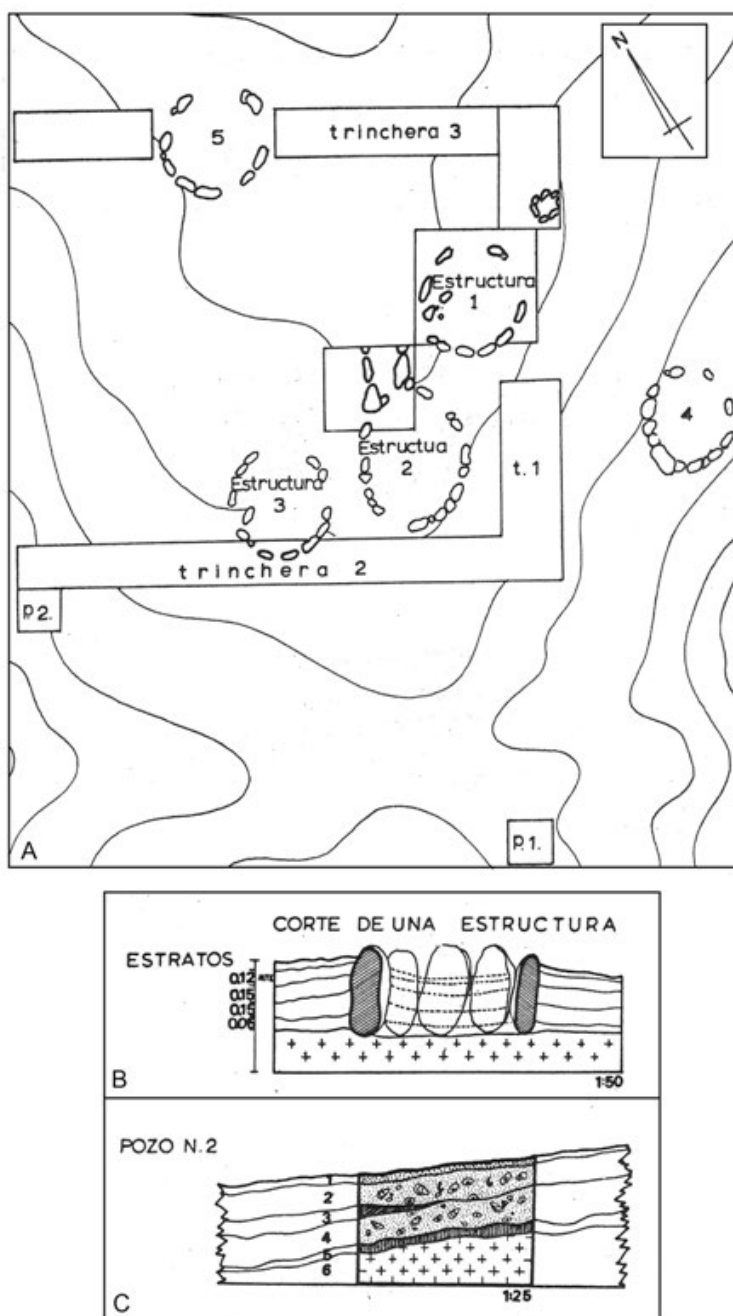 N
5
trinchera 3
Estructura
1
4
Estructua
2
t.1
Estructura
3
trinchera 2
p.2.
p.1.
A
CORTE DE UNA ESTRUCTURA
ESTRATOS
0.12
0.15
0.15
B
1:50
POZO N.2
1
2
3
4
5
6
C
1:25